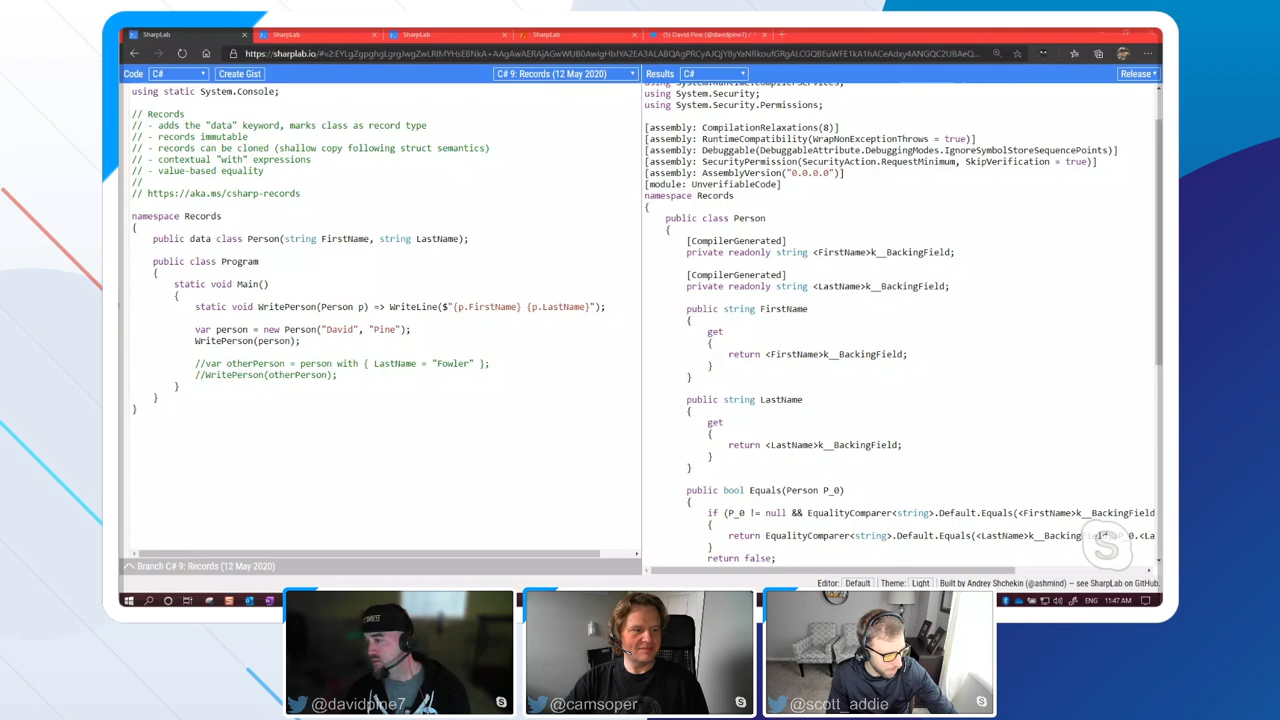 SharpLab
SharpLab
SharpLab
SharpLab
(5) David Pine (@davidpine7) /
Code C# Create Gist C# 9: Records (12 May 2020) Results C# Release
using static System.Console;
// Records
// - adds the "data" keyword, marks class as record type
// - records immutable
// - records can be cloned (shallow copy following struct semantics)
// - contextual "with" expressions
// - value-based equality
//
// https://aka.ms/csharp-records
namespace Records
{
public data class Person(string FirstName, string LastName);
public class Program
{
static void Main()
{
static void WritePerson(Person p) => WriteLine($"{p.FirstName} {p.LastName}");
var person = new Person("David", "Pine");
WritePerson(person);
//var otherPerson = person with { LastName = "Fowler" };
//WritePerson(otherPerson);
}
}
}
Branch C# 9: Records (12 May 2020)
using System.Security;
using System.Security.Permissions;
[assembly: CompilationRelaxations(8)]
[assembly: RuntimeCompatibility(WrapNonExceptionThrows = true)]
[assembly: Debuggable(DebuggableAttribute.DebuggingModes.IgnoreSymbolStoreSequencePoints)]
[assembly: SecurityPermission(SecurityAction.RequestMinimum, SkipVerification = true)]
[assembly: AssemblyVersion("0.0.0.0")]
[module: UnverifiableCode]
namespace Records
{
public class Person
{
[CompilerGenerated]
private readonly string <FirstName>k__BackingField;
[CompilerGenerated]
private readonly string <LastName>k__BackingField;
public string FirstName
{
get
{
return <FirstName>k__BackingField;
}
}
public string LastName
{
get
{
return <LastName>k__BackingField;
}
}
public bool Equals(Person P_0)
{
if (P_0 != null && EqualityComparer<string>.Default.Equals(<FirstName>k__BackingField
{
return EqualityComparer<string>.Default.Equals(<LastName>k__BackingField, P_0.<La
}
return false;
Editor: Default Theme: Light Built by Andrey Shchekin (@ashmind) — see SharpLab on GitHub.
11:47 AM
@davidpine7
@camsoper
@scott_addie